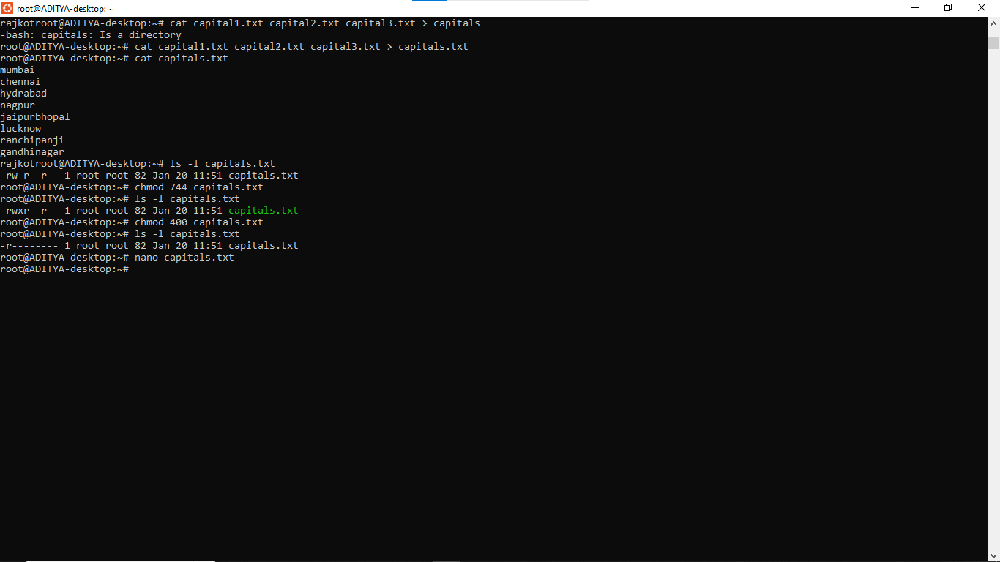 root@ADITYA-desktop: ~
rajkotroot@ADITYA-desktop:~# cat capital1.txt capital2.txt capital3.txt > capitals
-bash: capitals: Is a directory
root@ADITYA-desktop:~# cat capital1.txt capital2.txt capital3.txt > capitals.txt
root@ADITYA-desktop:~# cat capitals.txt
mumbai
chennai
hydrabad
nagpur
jaipurbhopal
lucknow
ranchipanji
gandhinagar
rajkotroot@ADITYA-desktop:~# ls -l capitals.txt
-rw-r--r-- 1 root root 82 Jan 20 11:51 capitals.txt
root@ADITYA-desktop:~# chmod 744 capitals.txt
root@ADITYA-desktop:~# ls -l capitals.txt
-rwxr--r-- 1 root root 82 Jan 20 11:51 capitals.txt
root@ADITYA-desktop:~# chmod 400 capitals.txt
root@ADITYA-desktop:~# ls -l capitals.txt
-r-------- 1 root root 82 Jan 20 11:51 capitals.txt
root@ADITYA-desktop:~# nano capitals.txt
root@ADITYA-desktop:~#